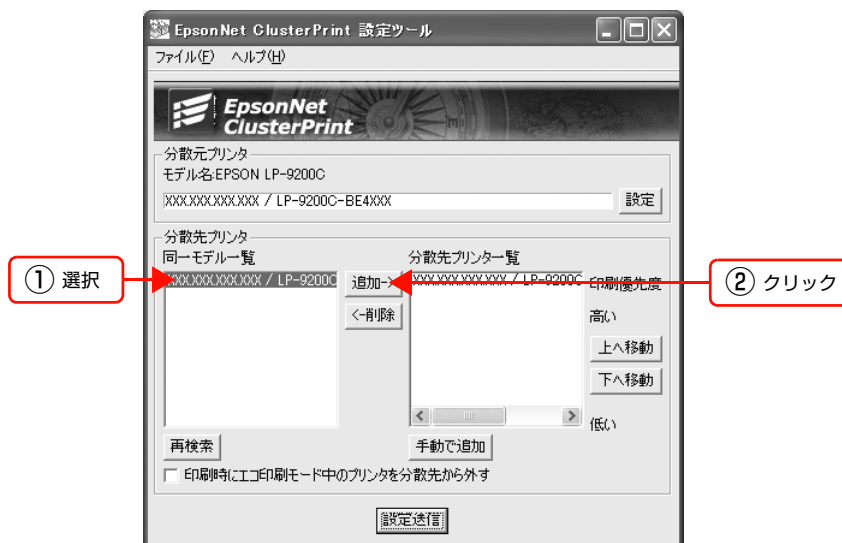 EpsonNet ClusterPrint 設定ツール
ファイル(F) ヘルプ(H)
EpsonNet
ClusterPrint
分散元プリンタ
モデル名:EPSON LP-9200C
XXX.XXX.XXX.XXX / LP-9200C-BE4XXX
設定
分散先プリンタ
同一モデル一覧
分散先プリンタ一覧
① 選択
XXX.XXX.XXX.XXX / LP-9200C
追加->
XXX.XXX.XXX.XXX / LP-9200C
印刷優先度
② クリック
<-削除
高い
上へ移動
下へ移動
低い
再検索
手動で追加
印刷時にエコ印刷モード中のプリンタを分散先から外す
設定送信